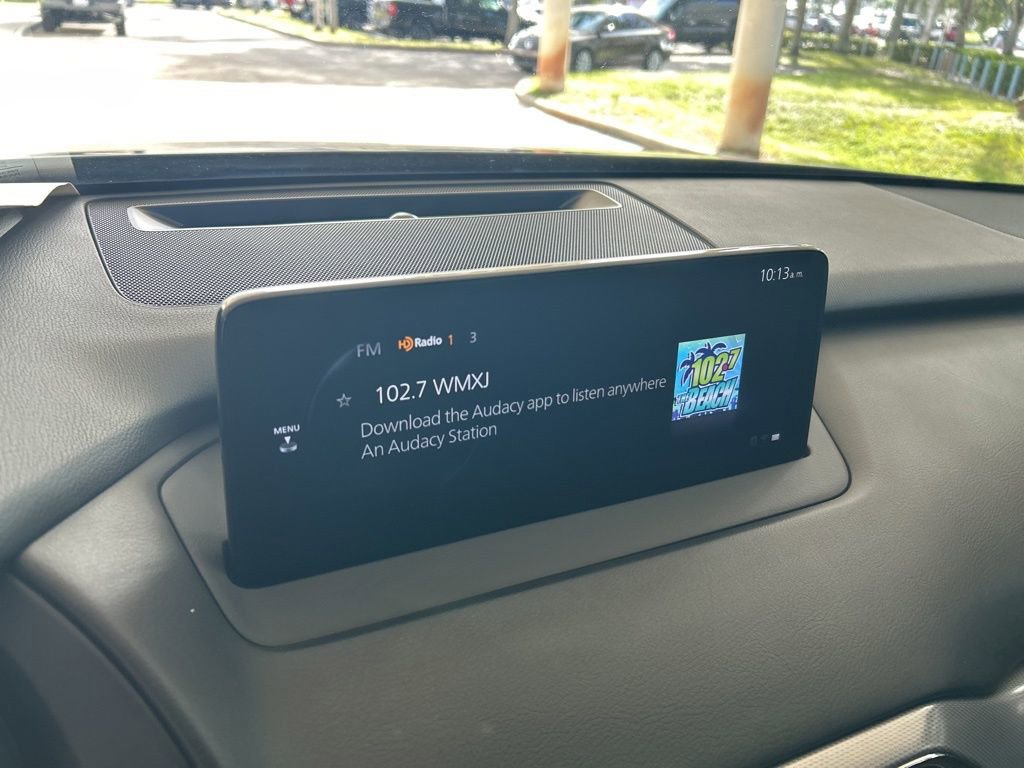 10:13 a.m.
FM HD Radio 1 3
102.7 WMXJ
Download the Audacy app to listen anywhere
An Audacy Station
MENU
102.7
THE BEACH